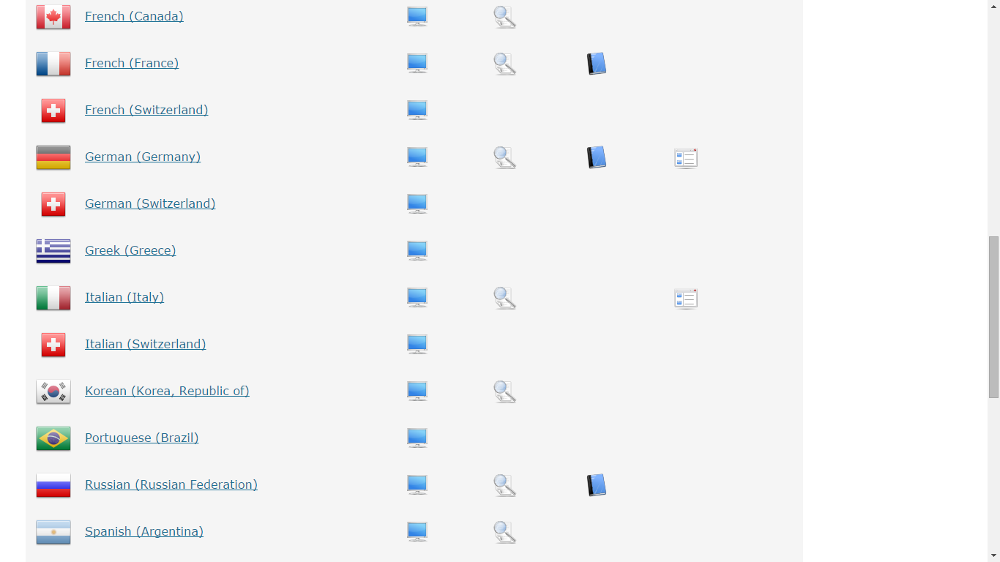 French (Canada)
French (France)
French (Switzerland)
German (Germany)
German (Switzerland)
Greek (Greece)
Italian (Italy)
Italian (Switzerland)
Korean (Korea, Republic of)
Portuguese (Brazil)
Russian (Russian Federation)
Spanish (Argentina)